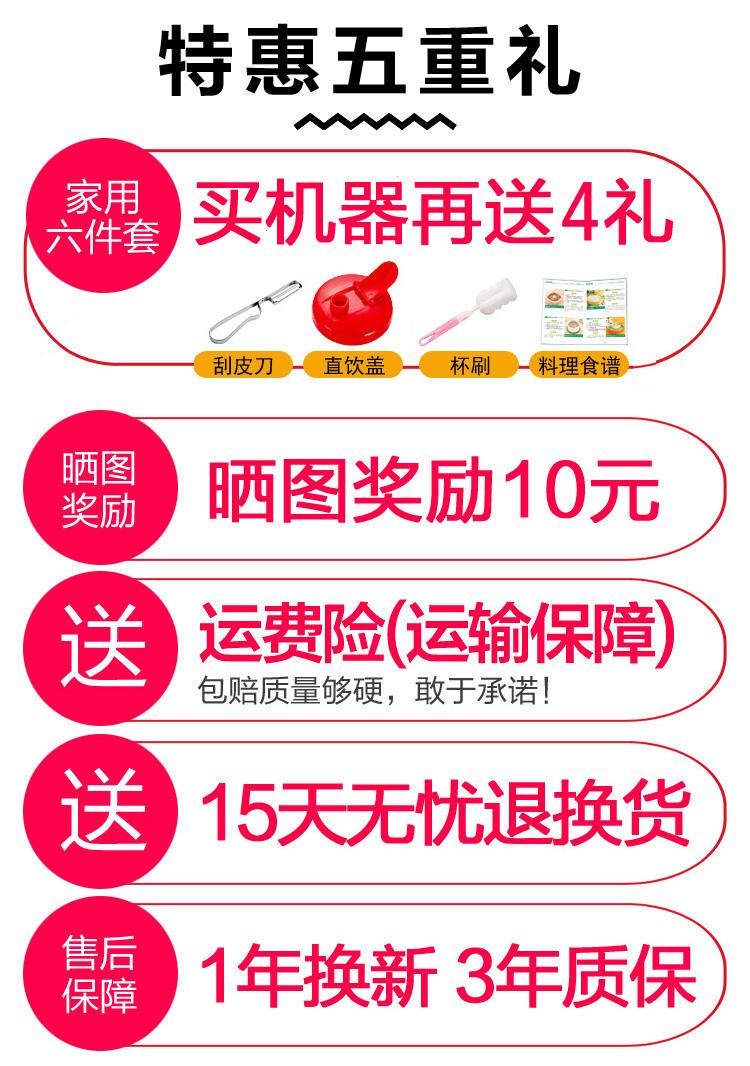 特惠五重礼
家用
六件套
买机器再送4礼
刮皮刀
直饮盖
杯刷
料理食谱
晒图
奖励
晒图奖励10元
送
运费险(运输保障)
包赔质量够硬，敢于承诺！
送
15天无忧退换货
售后
保障
1年换新 3年质保